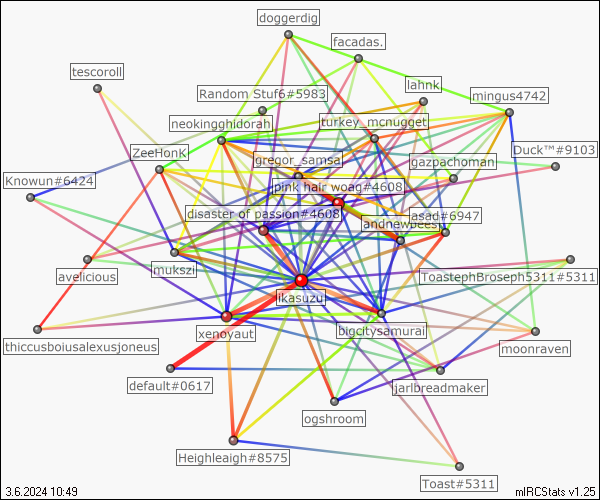 doggerdig
facadas.
tescoroll
lahnk
Random Stuf6#5983
mingus4742
neokingghidorah
turkey_mcnugget
ZeeHonK
Duck™#9103
gregor_samsa
gazpachoman
Knowun#6424
pink hair woag#4608
disaster of passion#4608
asad#6947
andnewbees
avelicious
mukszi
ToastephBroseph5311#5311
ikasuzu
xenoyaut
bigcitysamurai
thiccusboiusalexusjoneus
moonraven
default#0617
jarlbreadmaker
ogshroom
Heighleaigh#8575
Toast#5311
3.6.2024 10:49
mIRCStats v1.25